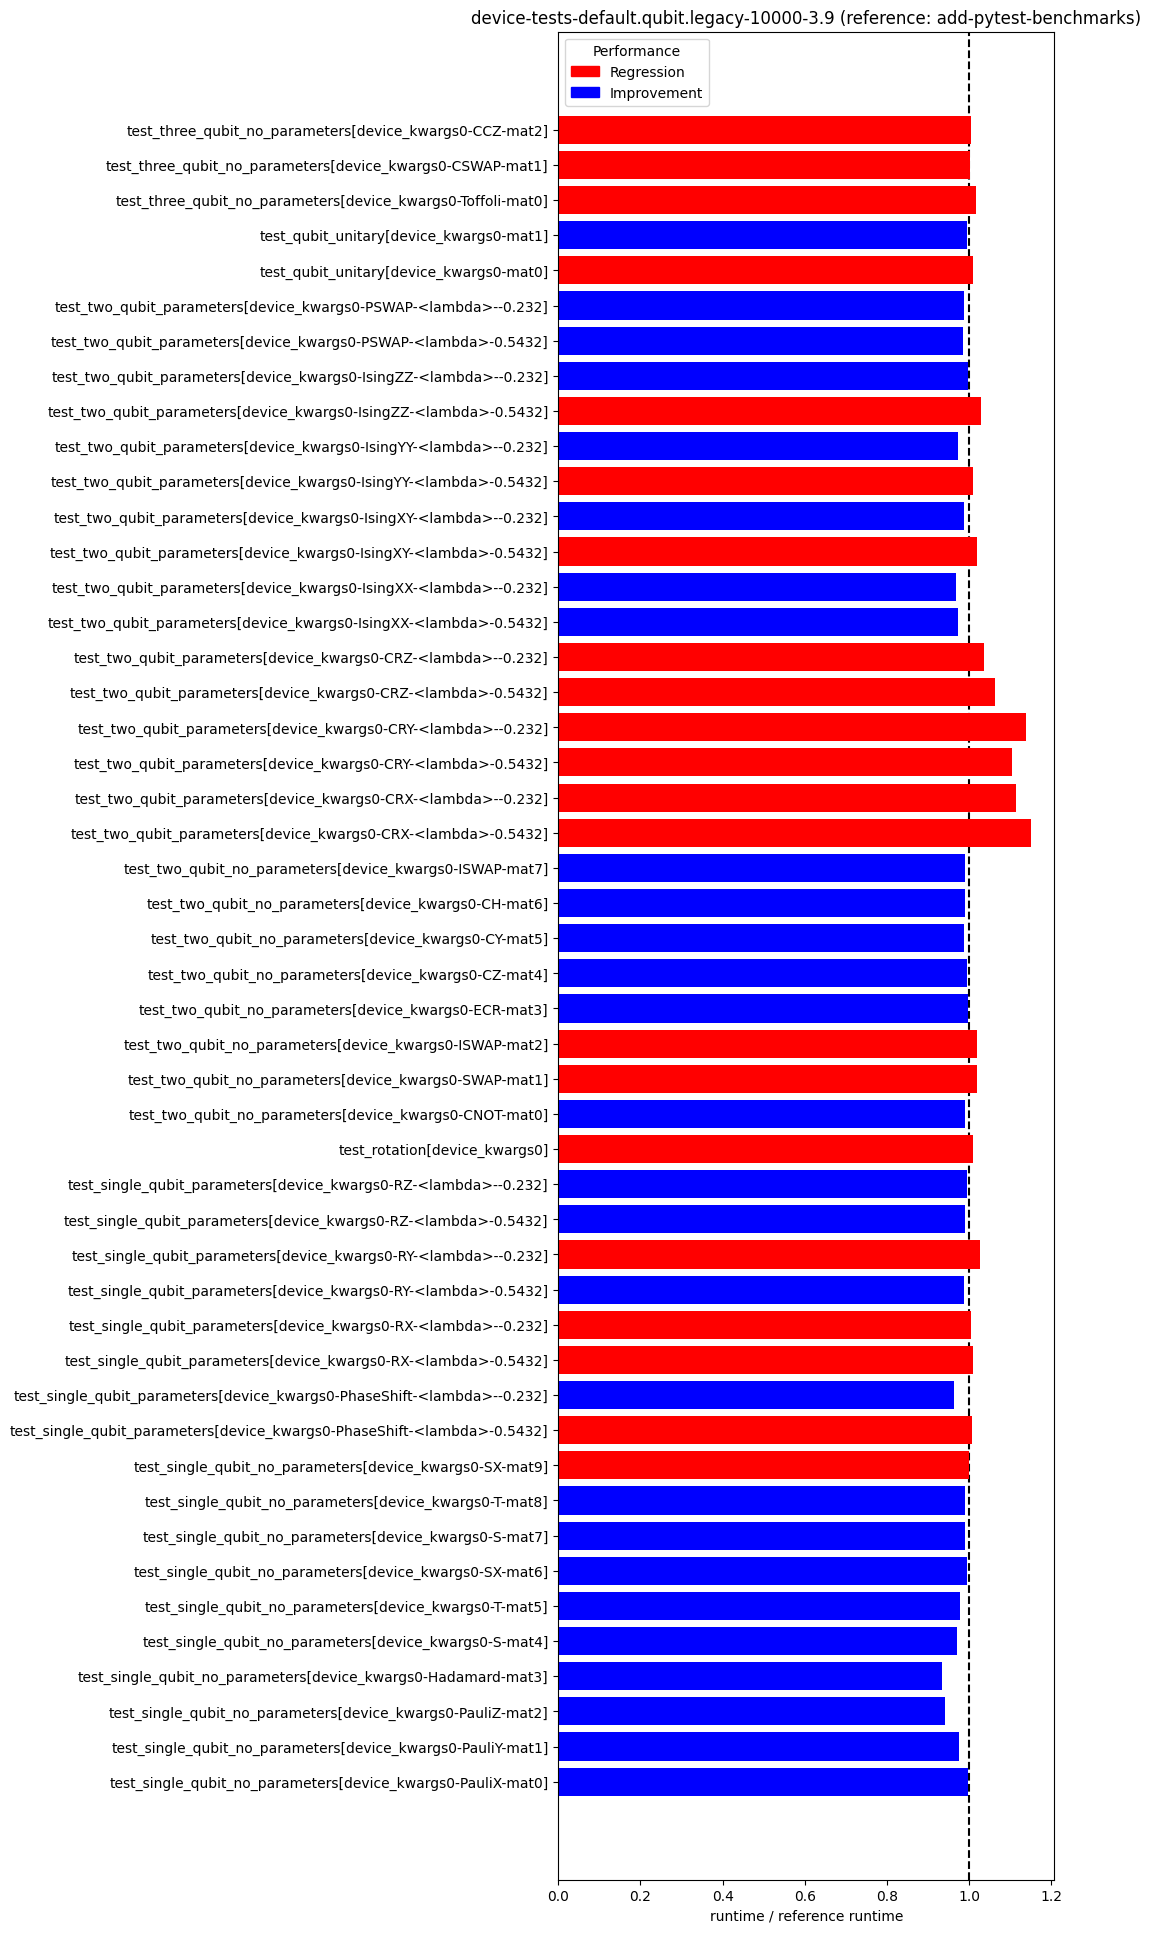 device-tests-default.qubit.legacy-10000-3.9 (reference: add-pytest-benchmarks)
Performance
Regression
Improvement
test_three_qubit_no_parameters[device_kwargs0-CCZ-mat2]
test_three_qubit_no_parameters[device_kwargs0-CSWAP-mat1]
test_three_qubit_no_parameters[device_kwargs0-Toffoli-mat0]
test_qubit_unitary[device_kwargs0-mat1]
test_qubit_unitary[device_kwargs0-mat0]
test_two_qubit_parameters[device_kwargs0-PSWAP-<lambda>--0.232]
test_two_qubit_parameters[device_kwargs0-PSWAP-<lambda>-0.5432]
test_two_qubit_parameters[device_kwargs0-IsingZZ-<lambda>--0.232]
test_two_qubit_parameters[device_kwargs0-IsingZZ-<lambda>-0.5432]
test_two_qubit_parameters[device_kwargs0-IsingYY-<lambda>--0.232]
test_two_qubit_parameters[device_kwargs0-IsingYY-<lambda>-0.5432]
test_two_qubit_parameters[device_kwargs0-IsingXY-<lambda>--0.232]
test_two_qubit_parameters[device_kwargs0-IsingXY-<lambda>-0.5432]
test_two_qubit_parameters[device_kwargs0-IsingXX-<lambda>--0.232]
test_two_qubit_parameters[device_kwargs0-IsingXX-<lambda>-0.5432]
test_two_qubit_parameters[device_kwargs0-CRZ-<lambda>--0.232]
test_two_qubit_parameters[device_kwargs0-CRZ-<lambda>-0.5432]
test_two_qubit_parameters[device_kwargs0-CRY-<lambda>--0.232]
test_two_qubit_parameters[device_kwargs0-CRY-<lambda>-0.5432]
test_two_qubit_parameters[device_kwargs0-CRX-<lambda>--0.232]
test_two_qubit_parameters[device_kwargs0-CRX-<lambda>-0.5432]
test_two_qubit_no_parameters[device_kwargs0-ISWAP-mat7]
test_two_qubit_no_parameters[device_kwargs0-CH-mat6]
test_two_qubit_no_parameters[device_kwargs0-CY-mat5]
test_two_qubit_no_parameters[device_kwargs0-CZ-mat4]
test_two_qubit_no_parameters[device_kwargs0-ECR-mat3]
test_two_qubit_no_parameters[device_kwargs0-ISWAP-mat2]
test_two_qubit_no_parameters[device_kwargs0-SWAP-mat1]
test_two_qubit_no_parameters[device_kwargs0-CNOT-mat0]
test_rotation[device_kwargs0]
test_single_qubit_parameters[device_kwargs0-RZ-<lambda>--0.232]
test_single_qubit_parameters[device_kwargs0-RZ-<lambda>-0.5432]
test_single_qubit_parameters[device_kwargs0-RY-<lambda>--0.232]
test_single_qubit_parameters[device_kwargs0-RY-<lambda>-0.5432]
test_single_qubit_parameters[device_kwargs0-RX-<lambda>--0.232]
test_single_qubit_parameters[device_kwargs0-RX-<lambda>-0.5432]
test_single_qubit_parameters[device_kwargs0-PhaseShift-<lambda>--0.232]
test_single_qubit_parameters[device_kwargs0-PhaseShift-<lambda>-0.5432]
test_single_qubit_no_parameters[device_kwargs0-SX-mat9]
test_single_qubit_no_parameters[device_kwargs0-T-mat8]
test_single_qubit_no_parameters[device_kwargs0-S-mat7]
test_single_qubit_no_parameters[device_kwargs0-SX-mat6]
test_single_qubit_no_parameters[device_kwargs0-T-mat5]
test_single_qubit_no_parameters[device_kwargs0-S-mat4]
test_single_qubit_no_parameters[device_kwargs0-Hadamard-mat3]
test_single_qubit_no_parameters[device_kwargs0-PauliZ-mat2]
test_single_qubit_no_parameters[device_kwargs0-PauliY-mat1]
test_single_qubit_no_parameters[device_kwargs0-PauliX-mat0]
0.0 0.2 0.4 0.6 0.8 1.0 1.2
runtime / reference runtime